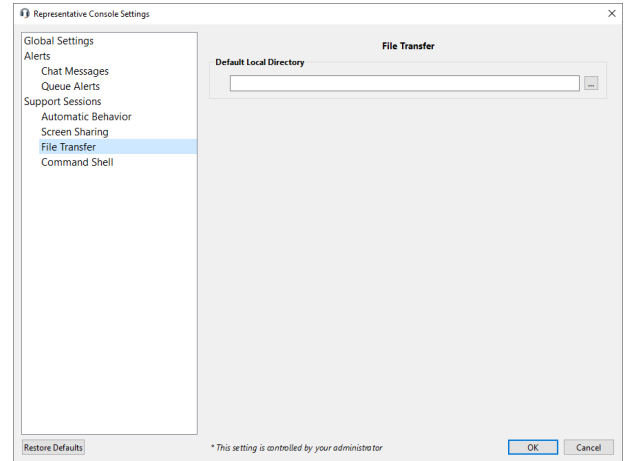 Representative Console Settings
Global Settings
Alerts
Chat Messages
Queue Alerts
Support Sessions
Automatic Behavior
Screen Sharing
File Transfer
Command Shell
File Transfer
Default Local Directory
...
Restore Defaults
* This setting is controlled by your administrator
OK
Cancel